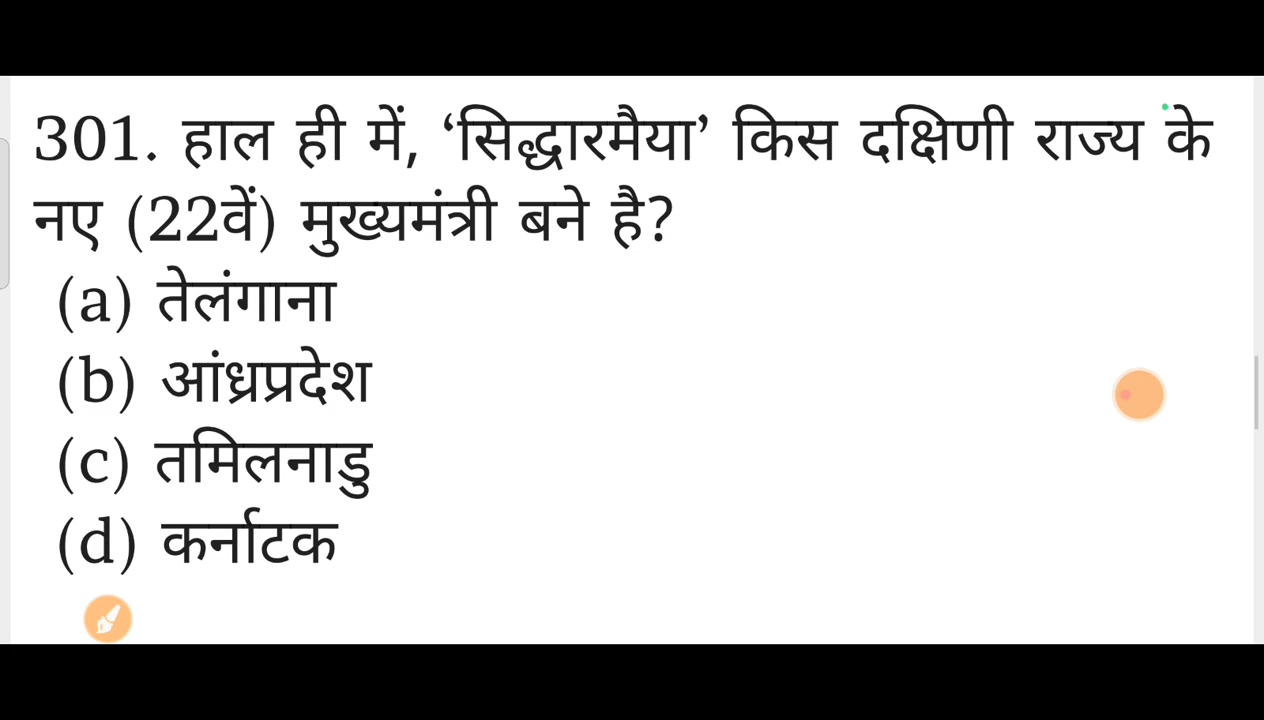 301. हाल ही में, ‘सिद्धारमैया’ किस दक्षिणी राज्य के
नए (22वें) मुख्यमंत्री बने है?
(a) तेलंगाना
(b) आंध्रप्रदेश
(c) तमिलनाडु
(d) कर्नाटक